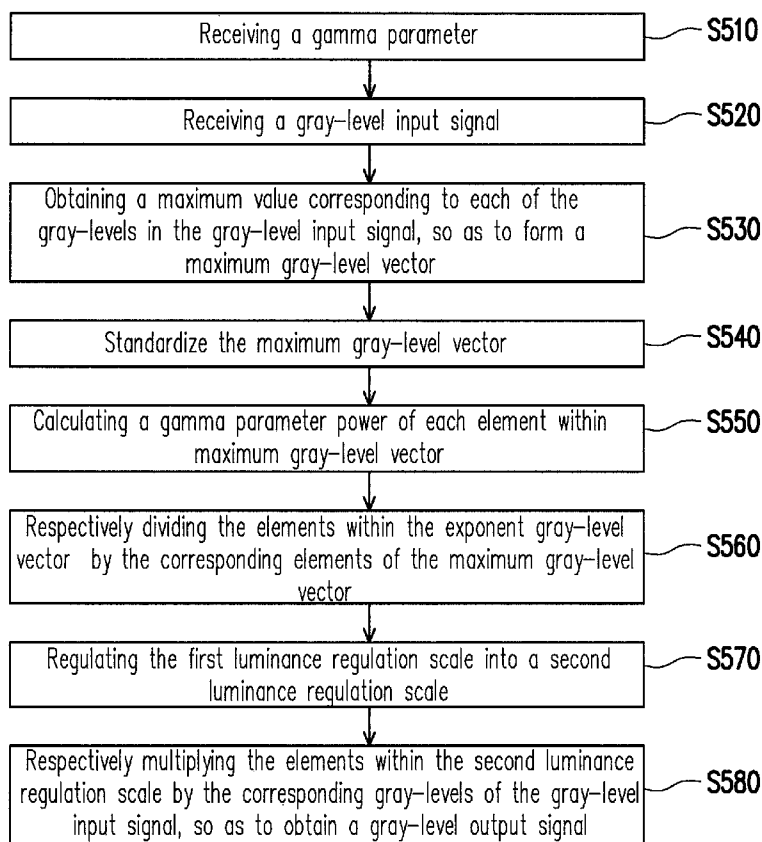 Receiving a gamma parameter
S510
Receiving a gray-level input signal
S520
Obtaining a maximum value corresponding to each of the
gray-levels in the gray-level input signal, so as to form a
maximum gray-level vector
S530
Standardize the maximum gray-level vector
S540
Calculating a gamma parameter power of each element within
maximum gray-level vector
S550
Respectively dividing the elements within the exponent gray-level
vector by the corresponding elements of the maximum gray-level
vector
S560
Regulating the first luminance regulation scale into a second
luminance regulation scale
S570
Respectively multiplying the elements within the second luminance
regulation scale by the corresponding gray-levels of the gray-level
input signal, so as to obtain a gray-level output signal
S580